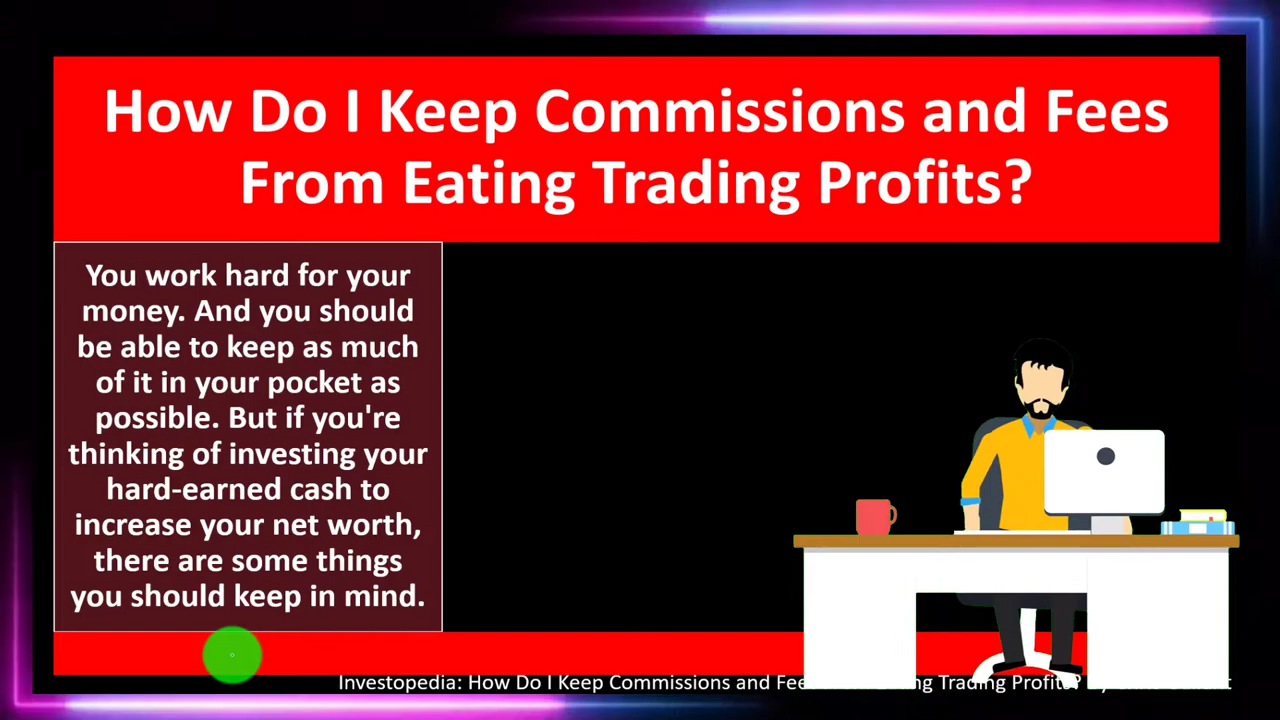 How Do I Keep Commissions and Fees
From Eating Trading Profits?
You work hard for your
money. And you should
be able to keep as much
of it in your pocket as
possible. But if you're
thinking of investing your
hard-earned cash to
increase your net worth,
there are some things
you should keep in mind.
Investopedia: How Do I Keep Commissions and Trading Profits?